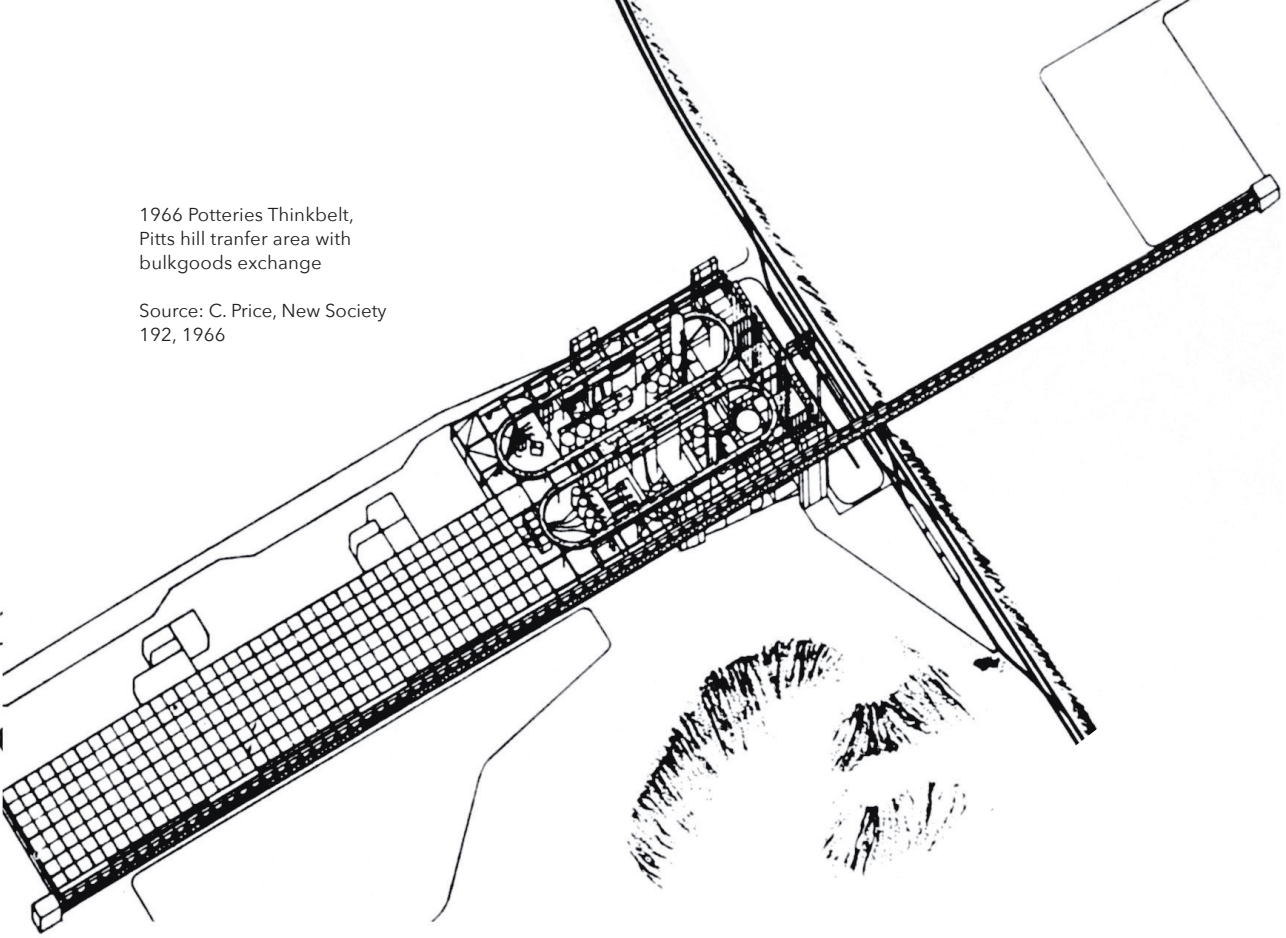 1966 Potteries Thinkbelt,
Pitts hill tranfer area with
bulkgoods exchange
Source: C. Price, New Society
192, 1966